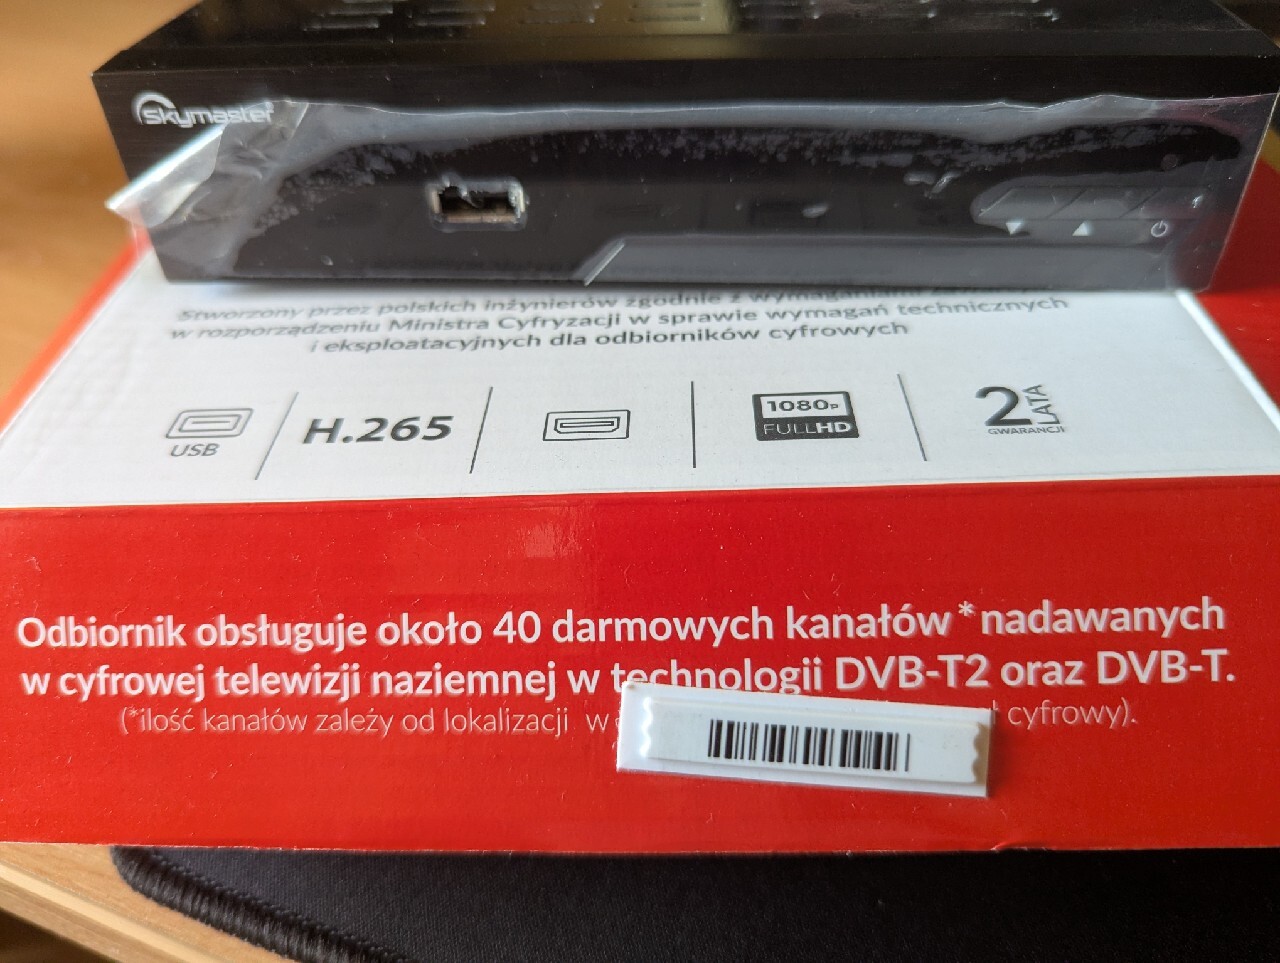 skymaster
Stworzony przez polskich inżynierów zgodnie z wymaganiami
w rozporządzeniu Ministra Cyfryzacji w sprawie wymagań technicznych
i eksploatacyjnych dla odbiorników cyfrowych
USB
H.265
1080p
FULLHD
2 LATA
GWARANCJI
Odbiornik obsługuje około 40 darmowych kanałów* nadawanych
w cyfrowej telewizji naziemnej w technologii DVB-T2 oraz DVB-T.
(*ilość kanałów zależy od lokalizacji w cyfrowy).